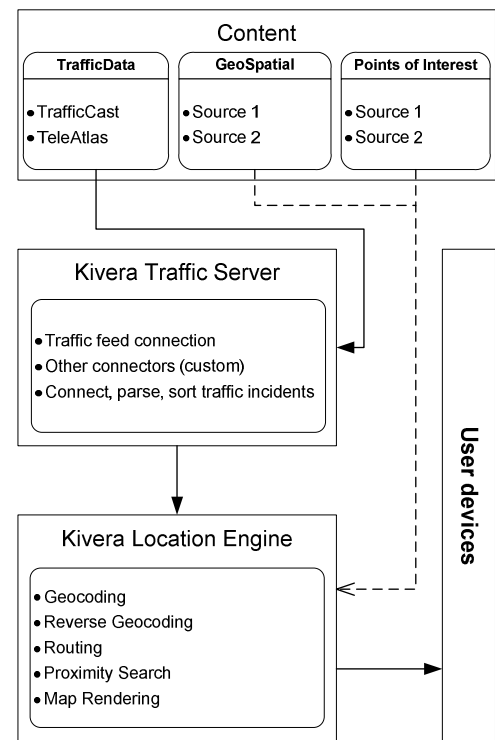 Content
TrafficData
• TrafficCast
• TeleAtlas
GeoSpatial
• Source 1
• Source 2
Points of Interest
• Source 1
• Source 2
Kivera Traffic Server
• Traffic feed connection
• Other connectors (custom)
• Connect, parse, sort traffic incidents
User devices
Kivera Location Engine
• Geocoding
• Reverse Geocoding
• Routing
• Proximity Search
• Map Rendering